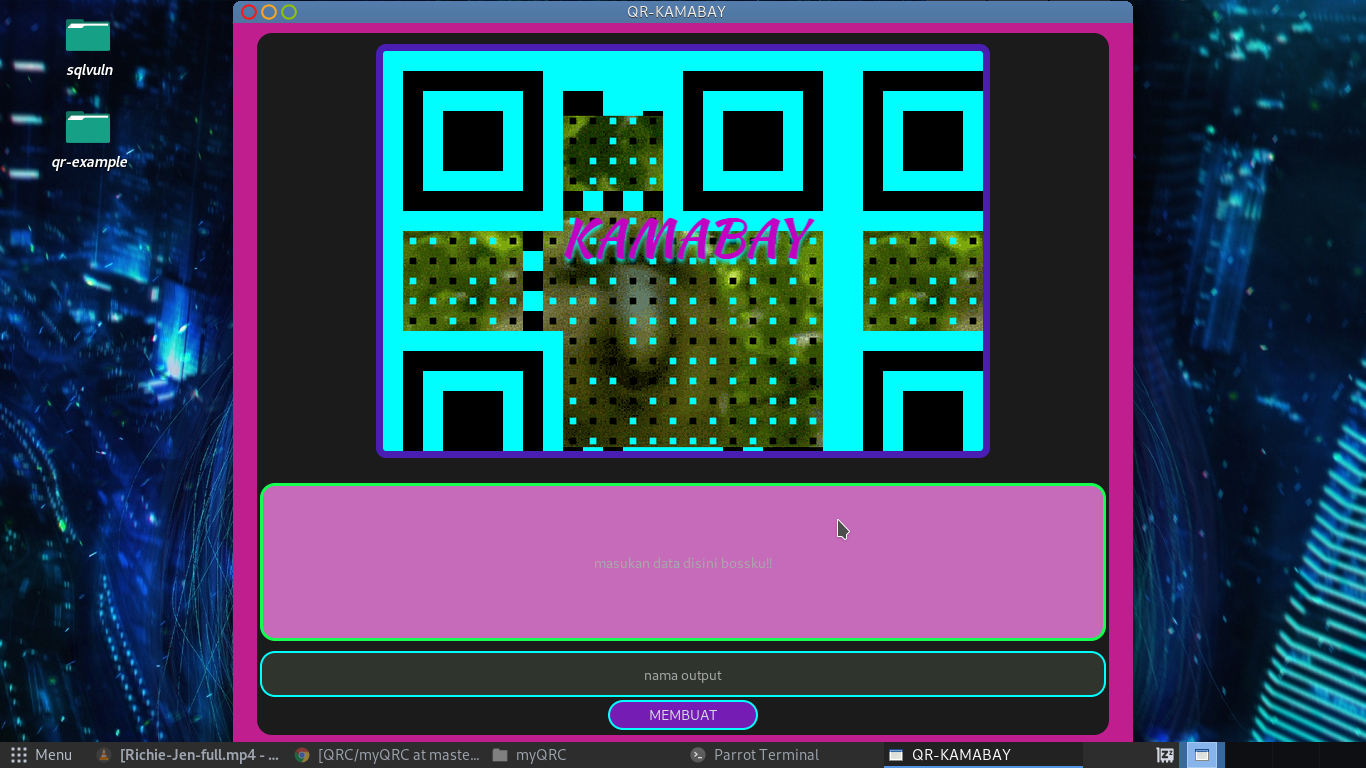 QR-KAMABAY
sqlvuln
qr-example
KAMABAY
masukan data disini bossku!!
nama output
MEMBUAT
Menu
[Richie-Jen-full.mp4 - ...
[QRC/myQRC at maste...
myQRC
Parrot Terminal
QR-KAMABAY